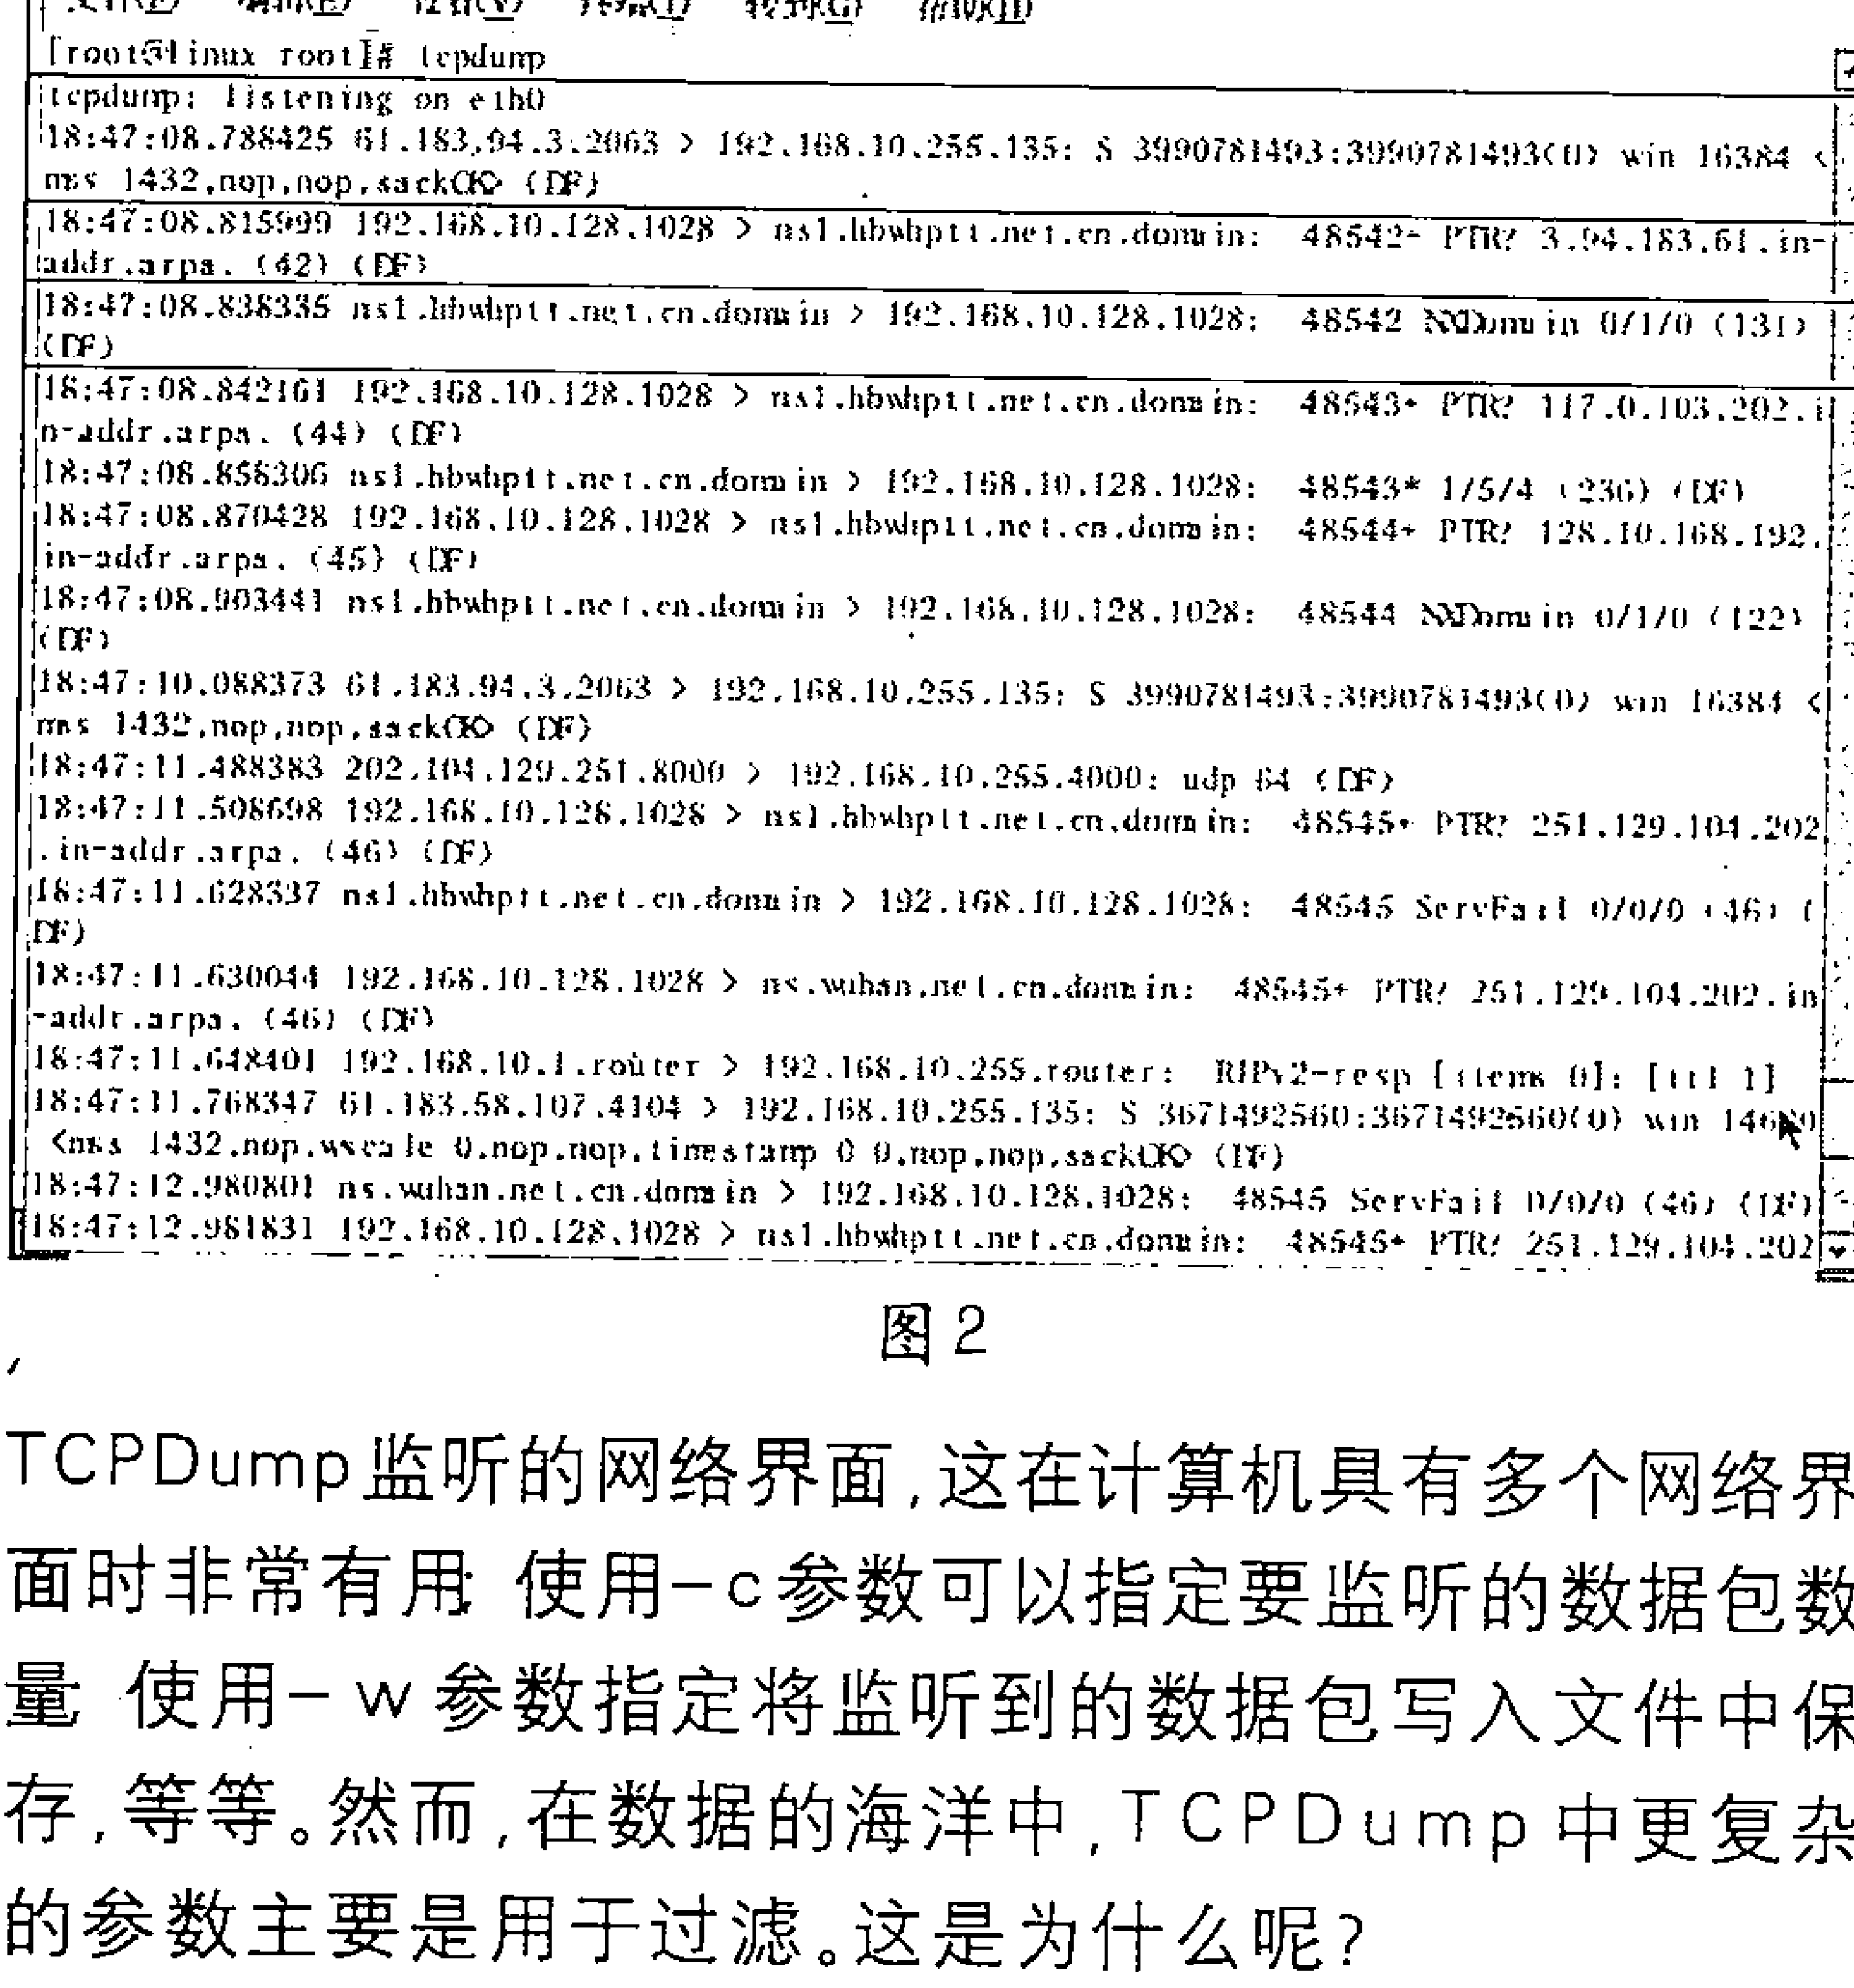 [root@linux root]# tcpdump
tcpdump: listening on eth0
18:47:08.788425 61.183.94.3.2063 > 192.168.10.255.135: S 3990781493:3990781493(0) win 16384 <
mss 1432,nop,nop,sackOK> (DF)
18:47:08.815999 192.168.10.128.1028 > ns1.hbwhptt.net.cn.domain:  48542+ PTR? 3.94.183.61.in-
addr.arpa. (42) (DF)
18:47:08.838335 ns1.hbwhptt.net.cn.domain > 192.168.10.128.1028:  48542 NXDomain 0/1/0 (131)
(DF)
18:47:08.842161 192.168.10.128.1028 > ns1.hbwhptt.net.cn.domain:  48543+ PTR? 117.0.103.202.i
n-addr.arpa. (44) (DF)
18:47:08.858306 ns1.hbwhptt.net.cn.domain > 192.168.10.128.1028:  48543* 1/5/4 (236) (DF)
18:47:08.870428 192.168.10.128.1028 > ns1.hbwhptt.net.cn.domain:  48544+ PTR? 128.10.168.192.
in-addr.arpa. (45) (DF)
18:47:08.903441 ns1.hbwhptt.net.cn.domain > 192.168.10.128.1028:  48544 NXDomain 0/1/0 (122)
(DF)
18:47:10.088373 61.183.94.3.2063 > 192.168.10.255.135: S 3990781493:3990781493(0) win 16384 <
mss 1432,nop,nop,sackOK> (DF)
18:47:11.488383 202.104.129.251.8000 > 192.168.10.255.4000: udp 64 (DF)
18:47:11.508698 192.168.10.128.1028 > ns1.hbwhptt.net.cn.domain:  48545+ PTR? 251.129.104.202
.in-addr.arpa. (46) (DF)
18:47:11.628337 ns1.hbwhptt.net.cn.domain > 192.168.10.128.1028:  48545 ServFail 0/0/0 (46) (
DF)
18:47:11.630044 192.168.10.128.1028 > ns.wuhan.net.cn.domain:  48545+ PTR? 251.129.104.202.in
-addr.arpa. (46) (DF)
18:47:11.648401 192.168.10.1.router > 192.168.10.255.router:  RIPv2-resp [items 0]: [ttl 1]
18:47:11.768347 61.183.58.107.4104 > 192.168.10.255.135: S 3671492560:3671492560(0) win 14600
<mss 1432,nop,wscale 0,nop,nop,timestamp 0 0,nop,nop,sackOK> (DF)
18:47:12.980801 ns.wuhan.net.cn.domain > 192.168.10.128.1028:  48545 ServFail 0/0/0 (46) (DF)
18:47:12.981831 192.168.10.128.1028 > ns1.hbwhptt.net.cn.domain:  48545+ PTR? 251.129.104.202
图 2
TCPDump 监听的网络界面,这在计算机具有多个网络界
面时非常有用 使用-c 参数可以指定要监听的数据包数
量 使用-w 参数指定将监听到的数据包写入文件中保
存,等等。然而,在数据的海洋中,TCPDump 中更复杂
的参数主要是用于过滤。这是为什么呢?